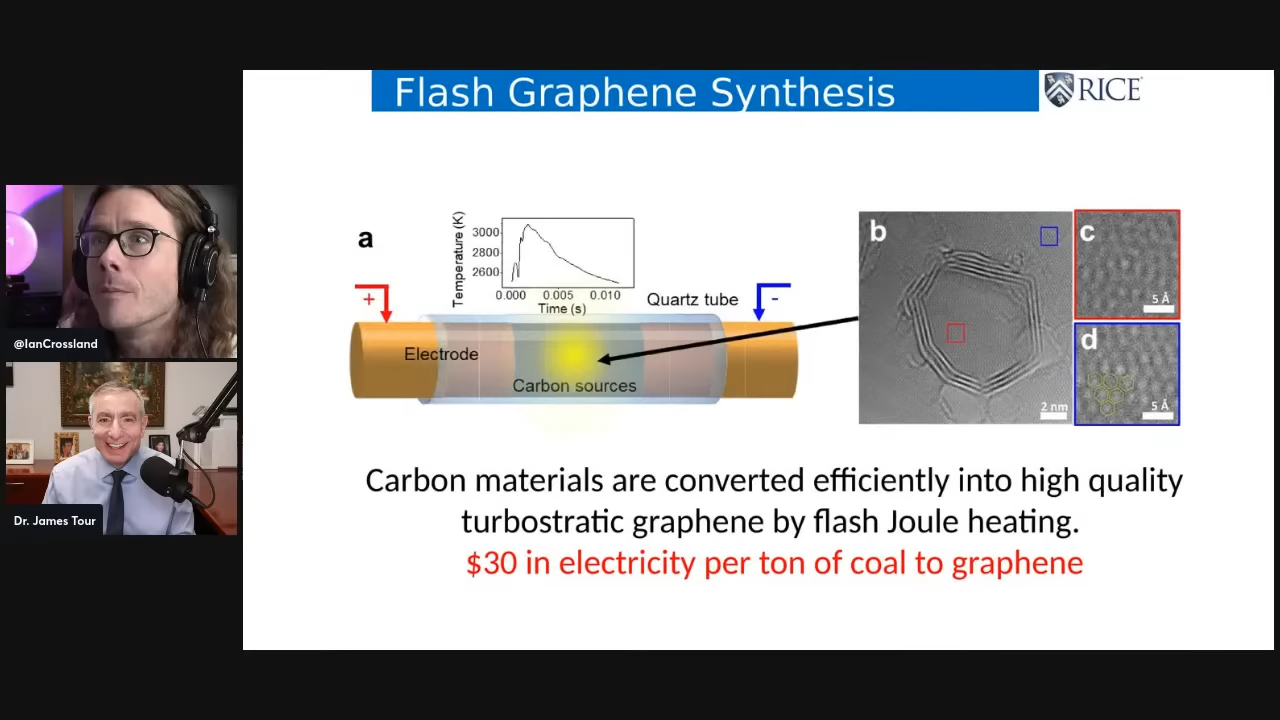 Flash Graphene Synthesis
RICE
a
Temperature (K)
3000
2800
2600
0.000 0.005 0.010
Time (s)
+
Electrode
Carbon sources
Quartz tube
-
b
2 nm
c
5 Å
d
5 Å
Carbon materials are converted efficiently into high quality
turbostratic graphene by flash Joule heating.
$30 in electricity per ton of coal to graphene
@IanCrossland
Dr. James Tour